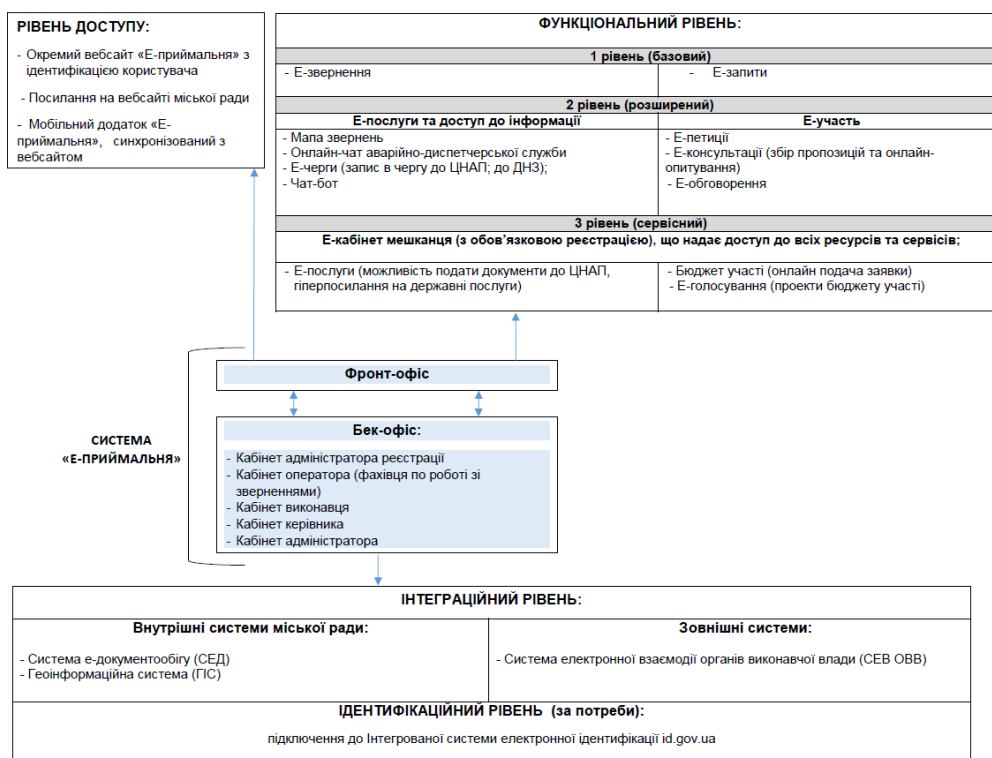 РІВЕНЬ ДОСТУПУ:
- Окремий вебсайт «Е-приймальня» з
ідентифікацією користувача
- Посилання на вебсайті міської ради
- Мобільний додаток «Е-
приймальня», синхронізований з
вебсайтом
ФУНКЦІОНАЛЬНИЙ РІВЕНЬ:
1 рівень (базовий)
- Е-звернення
- Е-запити
2 рівень (розширений)
Е-послуги та доступ до інформації
- Мапа звернень
- Онлайн-чат аварійно-диспетчерської служби
- Е-черги (запис в чергу до ЦНАП; до ДНЗ);
- Чат-бот
Е-участь
- Е-петиції
- Е-консультації (збір пропозицій та онлайн-
опитування)
- Е-обговорення
3 рівень (сервісний)
Е-кабінет мешканця (з обов’язковою реєстрацією), що надає доступ до всіх ресурсів та сервісів;
- Е-послуги (можливість подати документи до ЦНАП,
гіперпосилання на державні послуги)
- Бюджет участі (онлайн подача заявки)
- Е-голосування (проекти бюджету участі)
СИСТЕМА
«Е-ПРИЙМАЛЬНЯ»
Фронт-офіс
Бек-офіс:
- Кабінет адміністратора реєстрації
- Кабінет оператора (фахівця по роботі зі
зверненнями)
- Кабінет виконавця
- Кабінет керівника
- Кабінет адміністратора
ІНТЕГРАЦІЙНИЙ РІВЕНЬ:
Внутрішні системи міської ради:
- Система е-документообігу (СЕД)
- Геоінформаційна система (ГІС)
Зовнішні системи:
- Система електронної взаємодії органів виконавчої влади (СЕВ ОВВ)
ІДЕНТИФІКАЦІЙНИЙ РІВЕНЬ (за потреби):
підключення до Інтегрованої системи електронної ідентифікації id.gov.ua